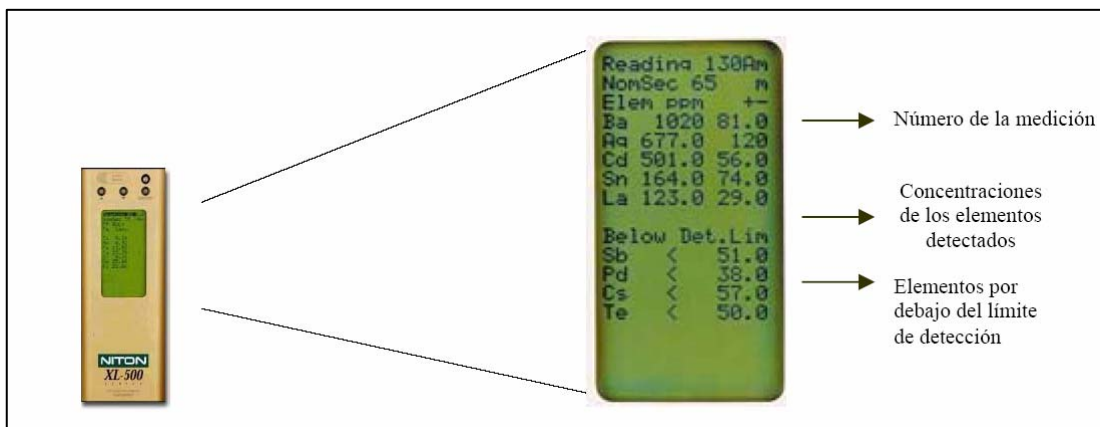 Reading 130Am
NomSec 65 m
Elem ppm +-
Ba 1020 81.0
Ag 677.0 120
Cd 501.0 56.0
Sn 164.0 74.0
La 123.0 29.0
Below Det.Lim
Sb < 51.0
Pd < 38.0
Cs < 57.0
Te < 50.0
Número de la medición
Concentraciones
de los elementos
detectados
Elementos por
debajo del límite
de detección
NITON
XL-500